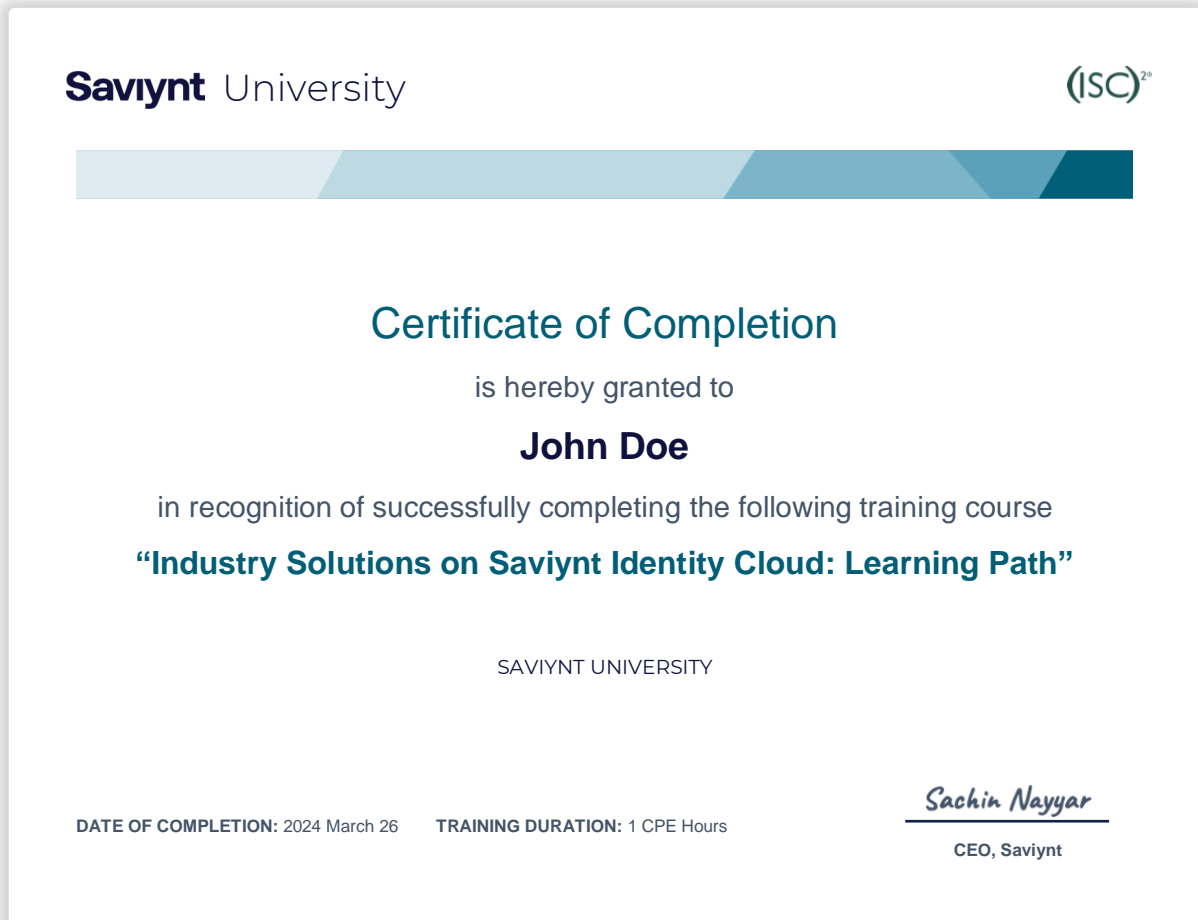 Saviynt University
(ISC)²®
Certificate of Completion
is hereby granted to
John Doe
in recognition of successfully completing the following training course
“Industry Solutions on Saviynt Identity Cloud: Learning Path”
SAVIYNT UNIVERSITY
Sachin Nayyar
DATE OF COMPLETION: 2024 March 26 TRAINING DURATION: 1 CPE Hours
CEO, Saviynt